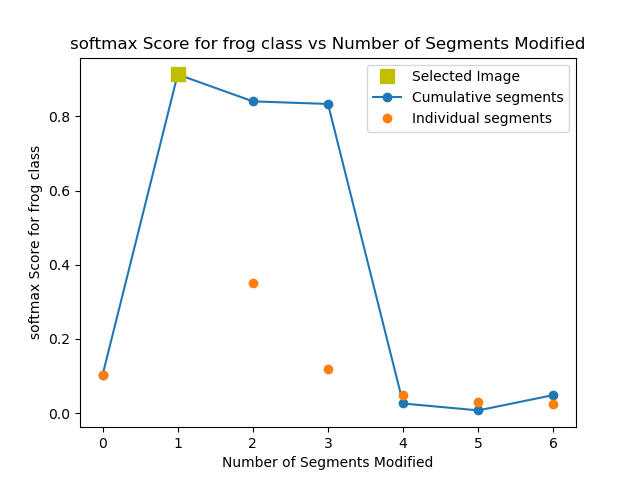 softmax Score for frog class vs Number of Segments Modified
Selected Image
Cumulative segments
Individual segments
softmax Score for frog class
0.8
0.6
0.4
0.2
0.0
0 1 2 3 4 5 6
Number of Segments Modified